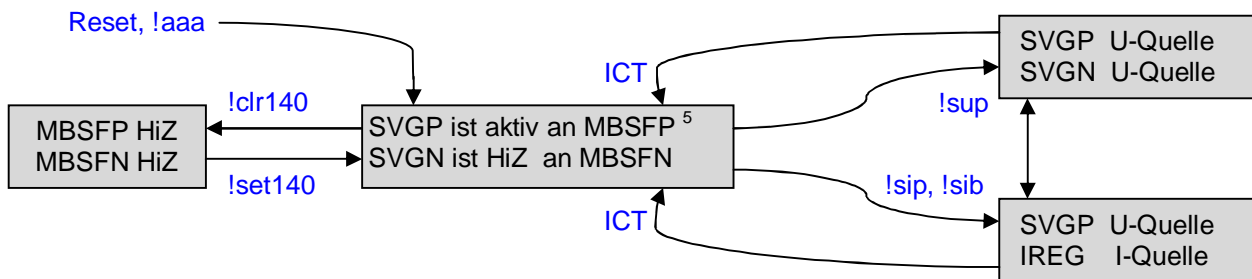 Reset, !aaa
ICT
SVGP U-Quelle
SVGN U-Quelle
!clr140
!sup
MBSFP HiZ
MBSFN HiZ
SVGP ist aktiv an MBSFP 5
SVGN ist HiZ an MBSFN
!set140
!sip, !sib
ICT
SVGP U-Quelle
IREG I-Quelle